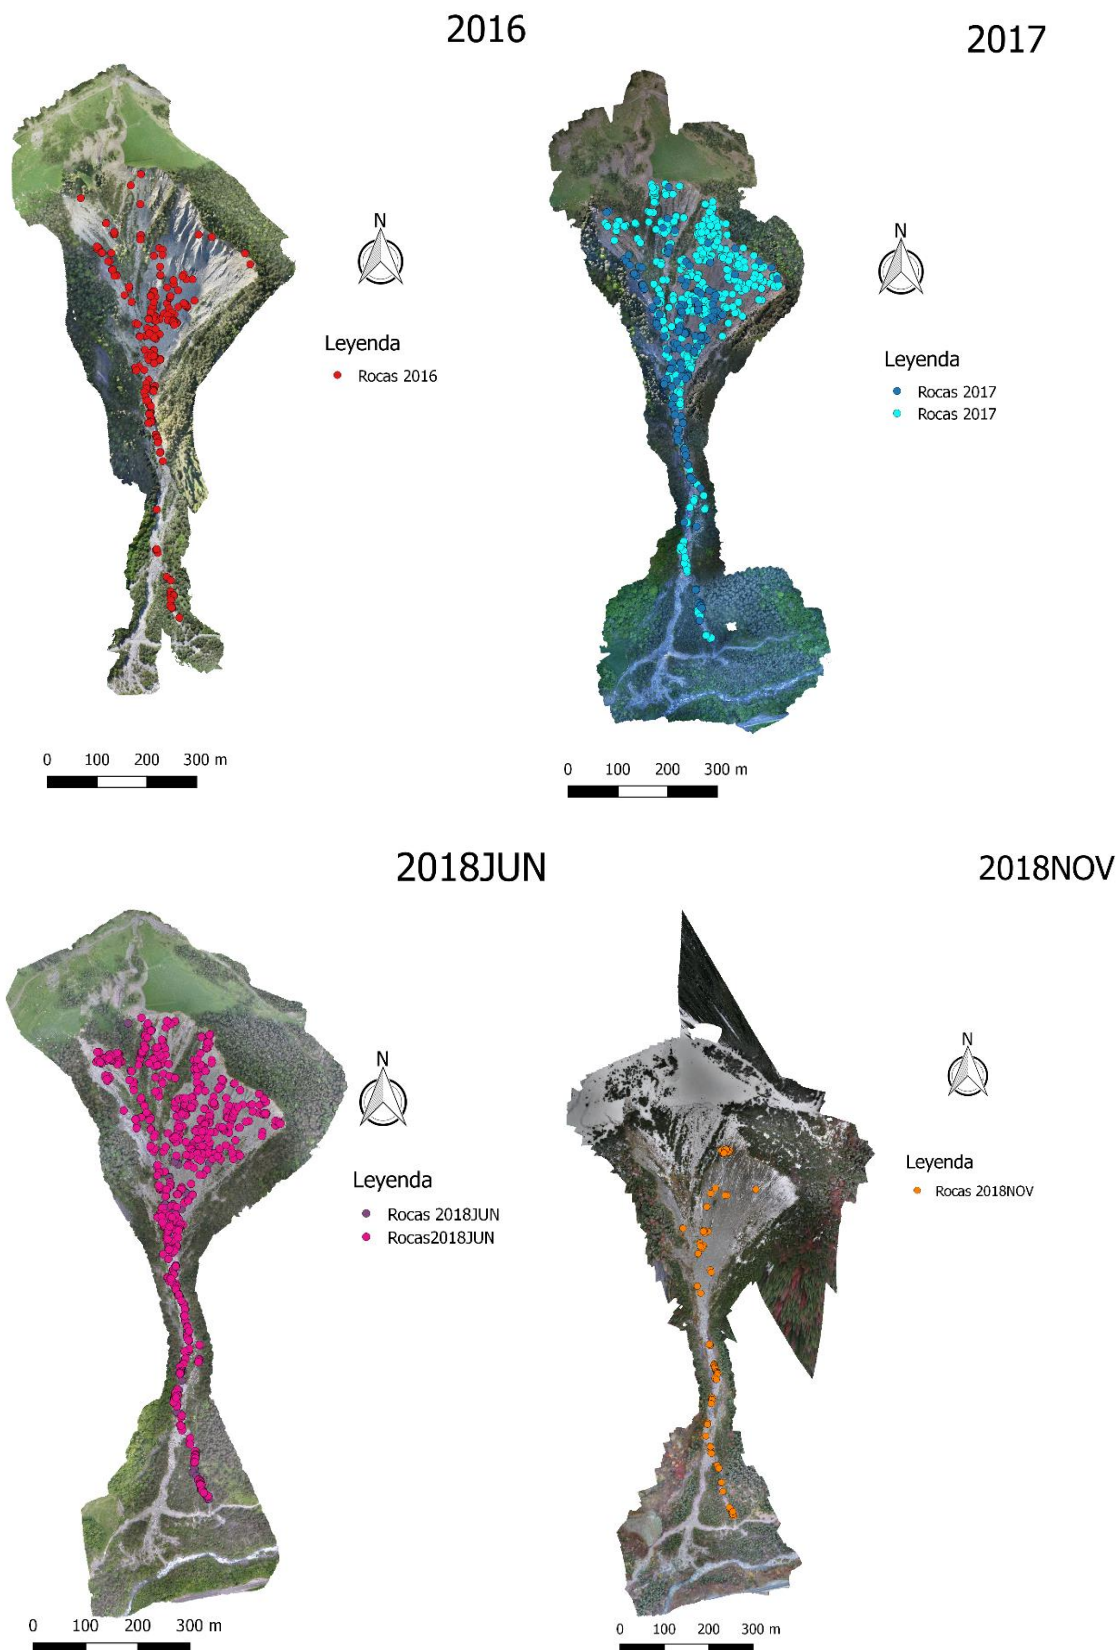 2016
2017
N
Leyenda
Rocas 2016
0 100 200 300 m
N
Leyenda
Rocas 2017
Rocas 2017
0 100 200 300 m
2018JUN
2018NOV
N
Leyenda
Rocas 2018JUN
Rocas2018JUN
0 100 200 300 m
N
Leyenda
Rocas 2018NOV
0 100 200 300 m